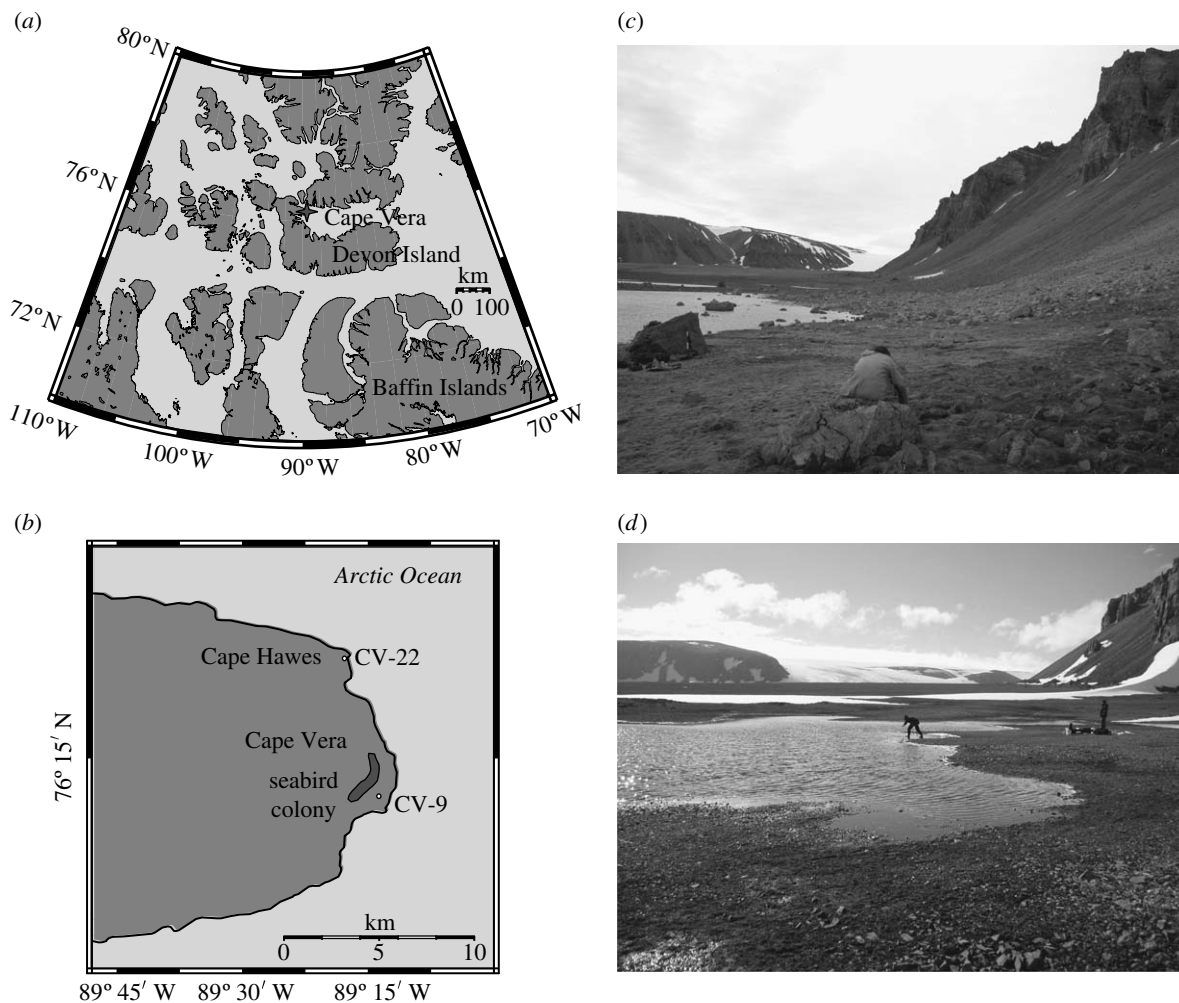 (a)
80° N
76° N
72° N
110° W
100° W
90° W
80° W
70° W
Cape Vera
Devon Island
km
0 100
Baffin Islands
(b)
Arctic Ocean
Cape Hawes
CV-22
Cape Vera
seabird
colony
CV-9
76° 15′ N
km
0 5 10
89° 45′ W 89° 30′ W 89° 15′ W
(c)
(d)